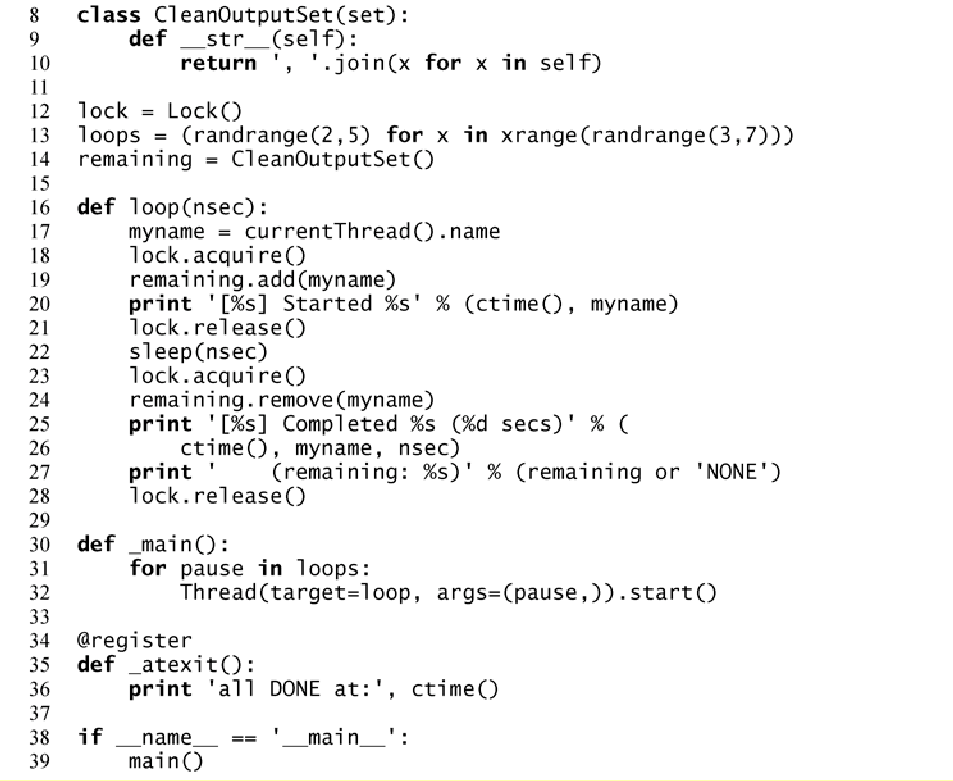 8 class CleanOutputSet(set):
9     def __str__(self):
10         return ', '.join(x for x in self)
11
12 lock = Lock()
13 loops = (randrange(2,5) for x in xrange(randrange(3,7)))
14 remaining = CleanOutputSet()
15
16 def loop(nsec):
17     myname = currentThread().name
18     lock.acquire()
19     remaining.add(myname)
20     print '[%s] Started %s' % (ctime(), myname)
21     lock.release()
22     sleep(nsec)
23     lock.acquire()
24     remaining.remove(myname)
25     print '[%s] Completed %s (%d secs)' % (
26         ctime(), myname, nsec)
27     print '    (remaining: %s)' % (remaining or 'NONE')
28     lock.release()
29
30 def _main():
31     for pause in loops:
32         Thread(target=loop, args=(pause,)).start()
33
34 @register
35 def _atexit():
36     print 'all DONE at:', ctime()
37
38 if __name__ == '__main__':
39     main()